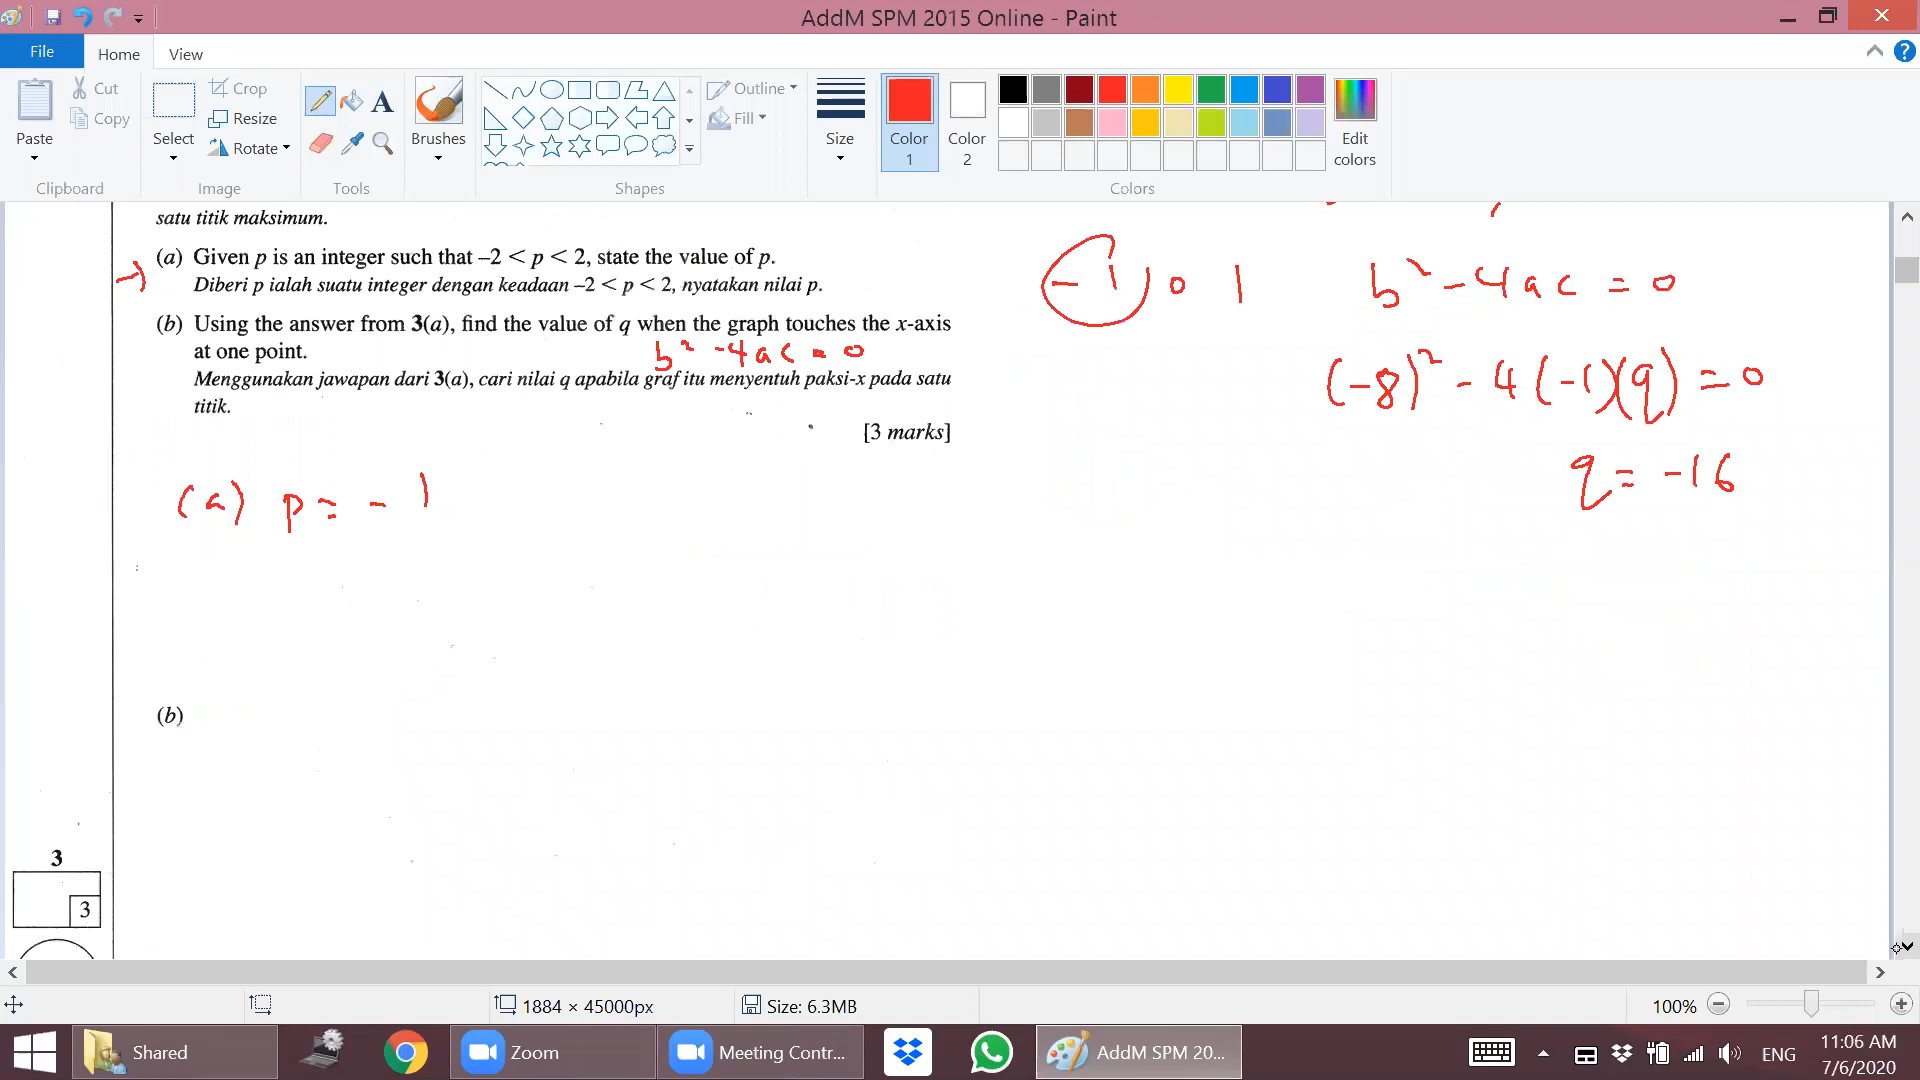 AddM SPM 2015 Online - Paint
File Home View
Paste
Cut
Copy
Clipboard
Select
Crop
Resize
Rotate
Image
Tools
Brushes
Shapes
Outline
Fill
Size
Color 1
Color 2
Edit colors
Colors
satu titik maksimum.
(a) Given p is an integer such that –2 < p < 2, state the value of p.
Diberi p ialah suatu integer dengan keadaan –2 < p < 2, nyatakan nilai p.
(b) Using the answer from 3(a), find the value of q when the graph touches the x-axis
at one point.
b² - 4ac = 0
Menggunakan jawapan dari 3(a), cari nilai q apabila graf itu menyentuh paksi-x pada satu
titik.
[3 marks]
-1 0 1
b² - 4ac = 0
(-8)² - 4(-1)(q) = 0
q = -16
(a) p = -1
(b)
3
3
1884 × 45000px
Size: 6.3MB
100%
Shared
Zoom
Meeting Contr...
AddM SPM 20...
ENG
11:06 AM
7/6/2020